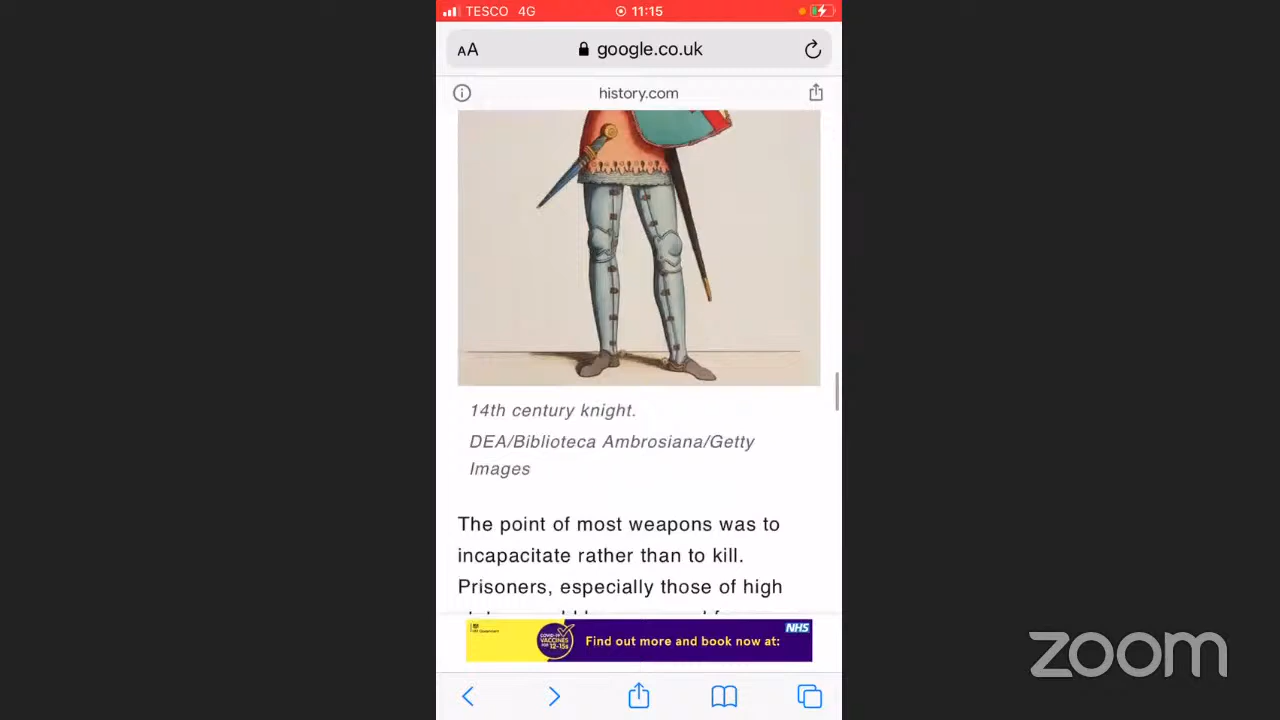 TESCO 4G 11:15
AA google.co.uk
history.com
14th century knight.
DEA/Biblioteca Ambrosiana/Getty
Images
The point of most weapons was to
incapacitate rather than to kill.
Prisoners, especially those of high
HM Government
COVID-19
VACCINES
FOR 12-15s
Find out more and book now at:
NHS
zoom